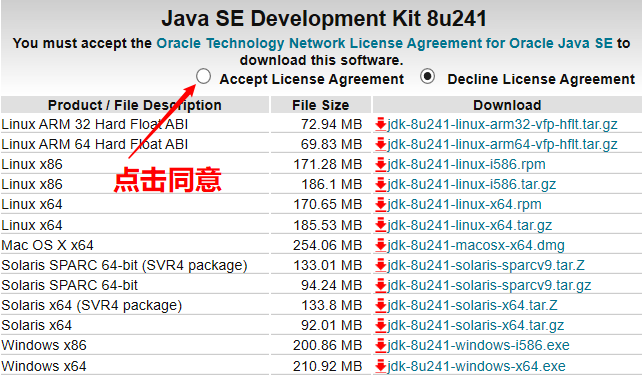 Java SE Development Kit 8u241
You must accept the Oracle Technology Network License Agreement for Oracle Java SE to
download this software.
Accept License Agreement Decline License Agreement
Product / File Description File Size Download
Linux ARM 32 Hard Float ABI 72.94 MB jdk-8u241-linux-arm32-vfp-hflt.tar.gz
Linux ARM 64 Hard Float ABI 69.83 MB jdk-8u241-linux-arm64-vfp-hflt.tar.gz
Linux x86 171.28 MB jdk-8u241-linux-i586.rpm
点击同意
Linux x86 186.1 MB jdk-8u241-linux-i586.tar.gz
Linux x64 170.65 MB jdk-8u241-linux-x64.rpm
Linux x64 185.53 MB jdk-8u241-linux-x64.tar.gz
Mac OS X x64 254.06 MB jdk-8u241-macosx-x64.dmg
Solaris SPARC 64-bit (SVR4 package) 133.01 MB jdk-8u241-solaris-sparcv9.tar.Z
Solaris SPARC 64-bit 94.24 MB jdk-8u241-solaris-sparcv9.tar.gz
Solaris x64 (SVR4 package) 133.8 MB jdk-8u241-solaris-x64.tar.Z
Solaris x64 92.01 MB jdk-8u241-solaris-x64.tar.gz
Windows x86 200.86 MB jdk-8u241-windows-i586.exe
Windows x64 210.92 MB jdk-8u241-windows-x64.exe